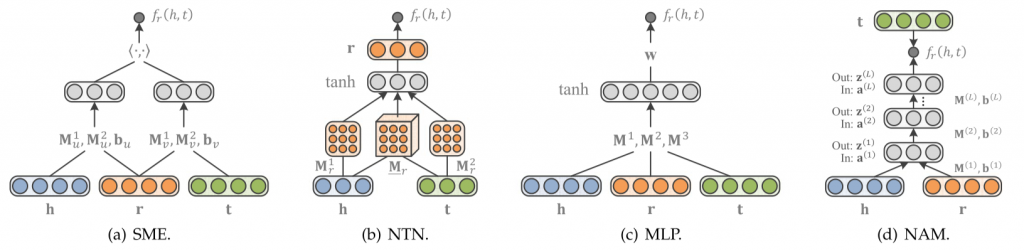 f_r(h, t)
⟨·,·⟩
M_u^1, M_u^2, b_u
M_v^1, M_v^2, b_v
h
r
t
(a) SME.
f_r(h, t)
r
tanh
M_r^1
M_r
M_r^2
h
t
(b) NTN.
f_r(h, t)
w
tanh
M^1, M^2, M^3
h
r
t
(c) MLP.
t
f_r(h, t)
Out: z^(L)
In: a^(L)
⋮
M^(L), b^(L)
Out: z^(2)
In: a^(2)
M^(2), b^(2)
Out: z^(1)
In: a^(1)
M^(1), b^(1)
h
r
(d) NAM.